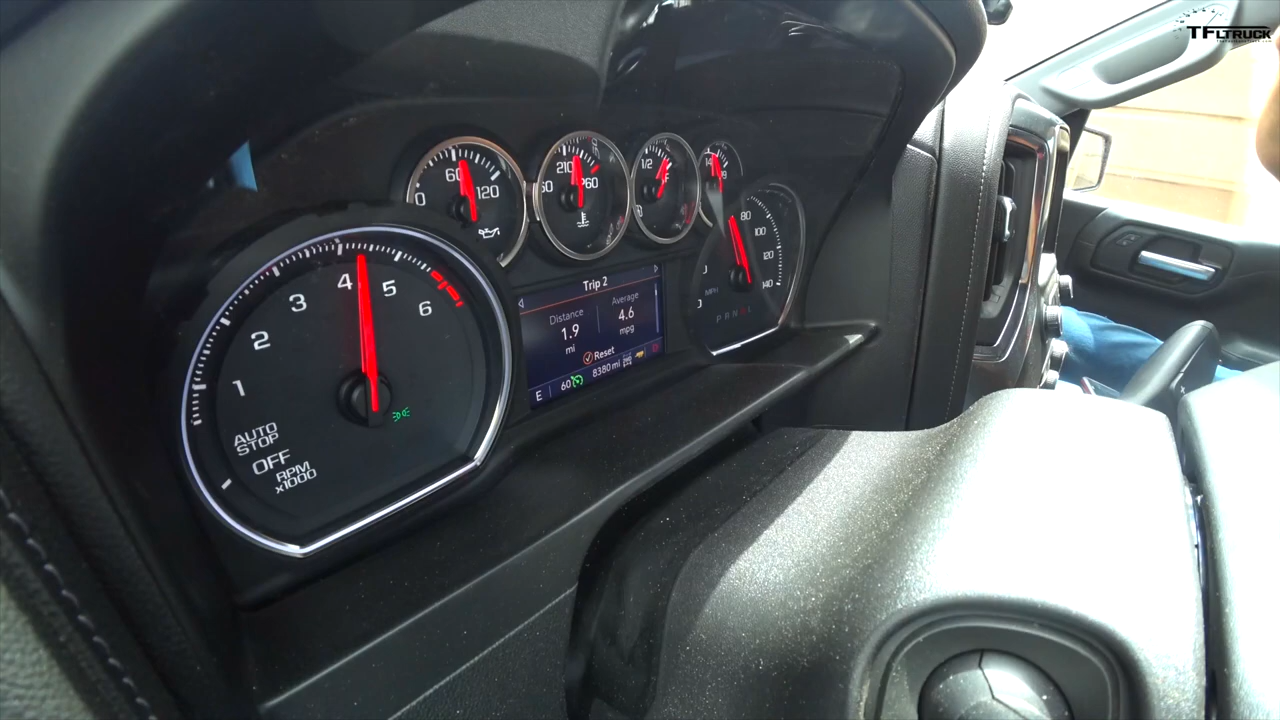 TFLTRUCK
0 60 120
210 260
1/2 F
14
80
100
120
140
MPH
P R N
1 2 3 4 5 6
AUTO
STOP
OFF
RPM
x1000
Trip 2
Distance
1.9
mi
Average
4.6
mpg
Reset
E 60 8380 mi